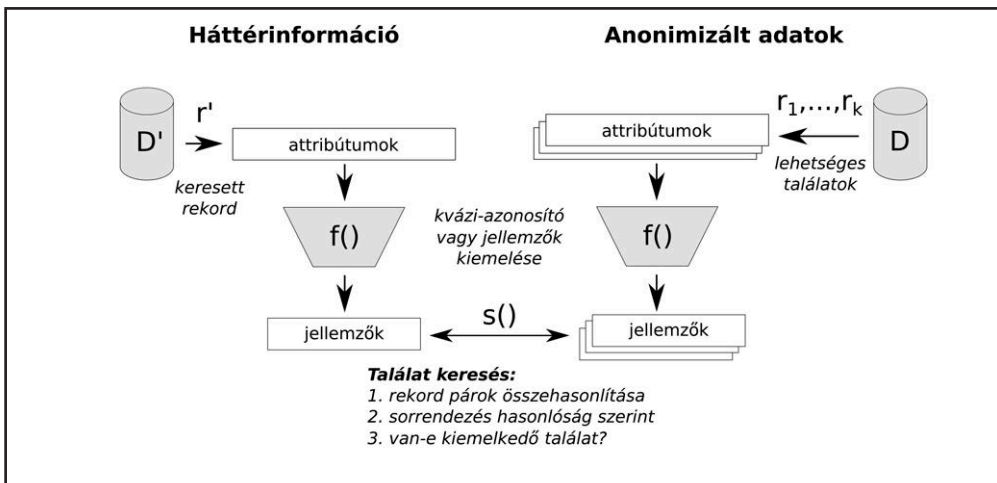 Háttérinformáció
Anonimizált adatok
D'
r'
keresett
rekord
attribútumok
f()
jellemzők
attribútumok
r1,...,rk
lehetséges
találatok
D
kvázi-azonosító
vagy jellemzők
kiemelése
f()
jellemzők
s()
Találat keresés:
1. rekord párok összehasonlítása
2. sorrendezés hasonlóság szerint
3. van-e kiemelkedő találat?